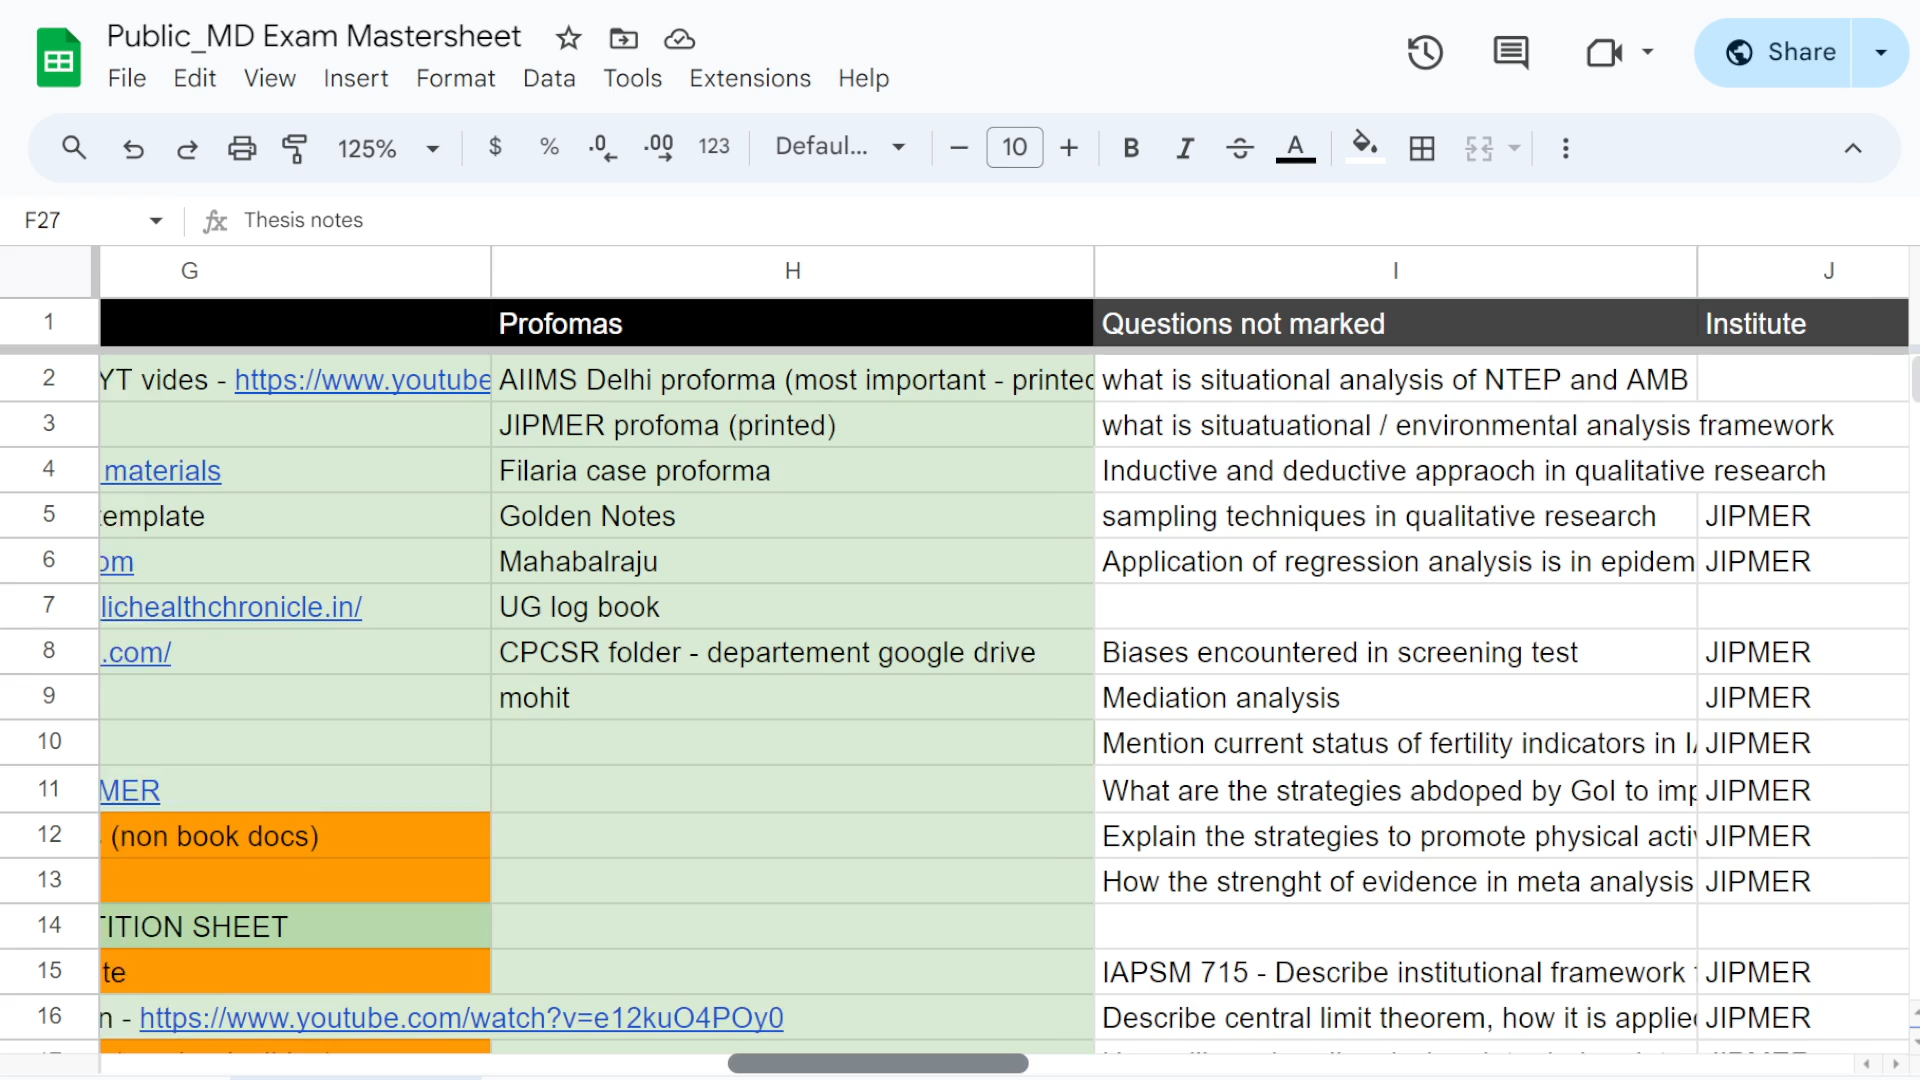 Public_MD Exam Mastersheet
File Edit View Insert Format Data Tools Extensions Help
Share
125% $ % .0 .00 123 Defaul... 10 B I A
F27 fx Thesis notes
G H I J
1 Profomas Questions not marked Institute
2 YT vides - https://www.youtube AIIMS Delhi proforma (most important - printed what is situational analysis of NTEP and AMB
3 JIPMER profoma (printed) what is situatuational / environmental analysis framework
4 materials Filaria case proforma Inductive and deductive appraoch in qualitative research
5 emplate Golden Notes sampling techniques in qualitative research JIPMER
6 om Mahabalraju Application of regression analysis is in epidem JIPMER
7 lichealthchronicle.in/ UG log book
8 .com/ CPCSR folder - departement google drive Biases encountered in screening test JIPMER
9 mohit Mediation analysis JIPMER
10 Mention current status of fertility indicators in JIPMER
11 MER What are the strategies abdoped by GoI to imp JIPMER
12 (non book docs) Explain the strategies to promote physical acti JIPMER
13 How the strenght of evidence in meta analysis JIPMER
14 TITION SHEET
15 te IAPSM 715 - Describe institutional framework JIPMER
16 n - https://www.youtube.com/watch?v=e12kuO4POy0 Describe central limit theorem, how it is applie JIPMER